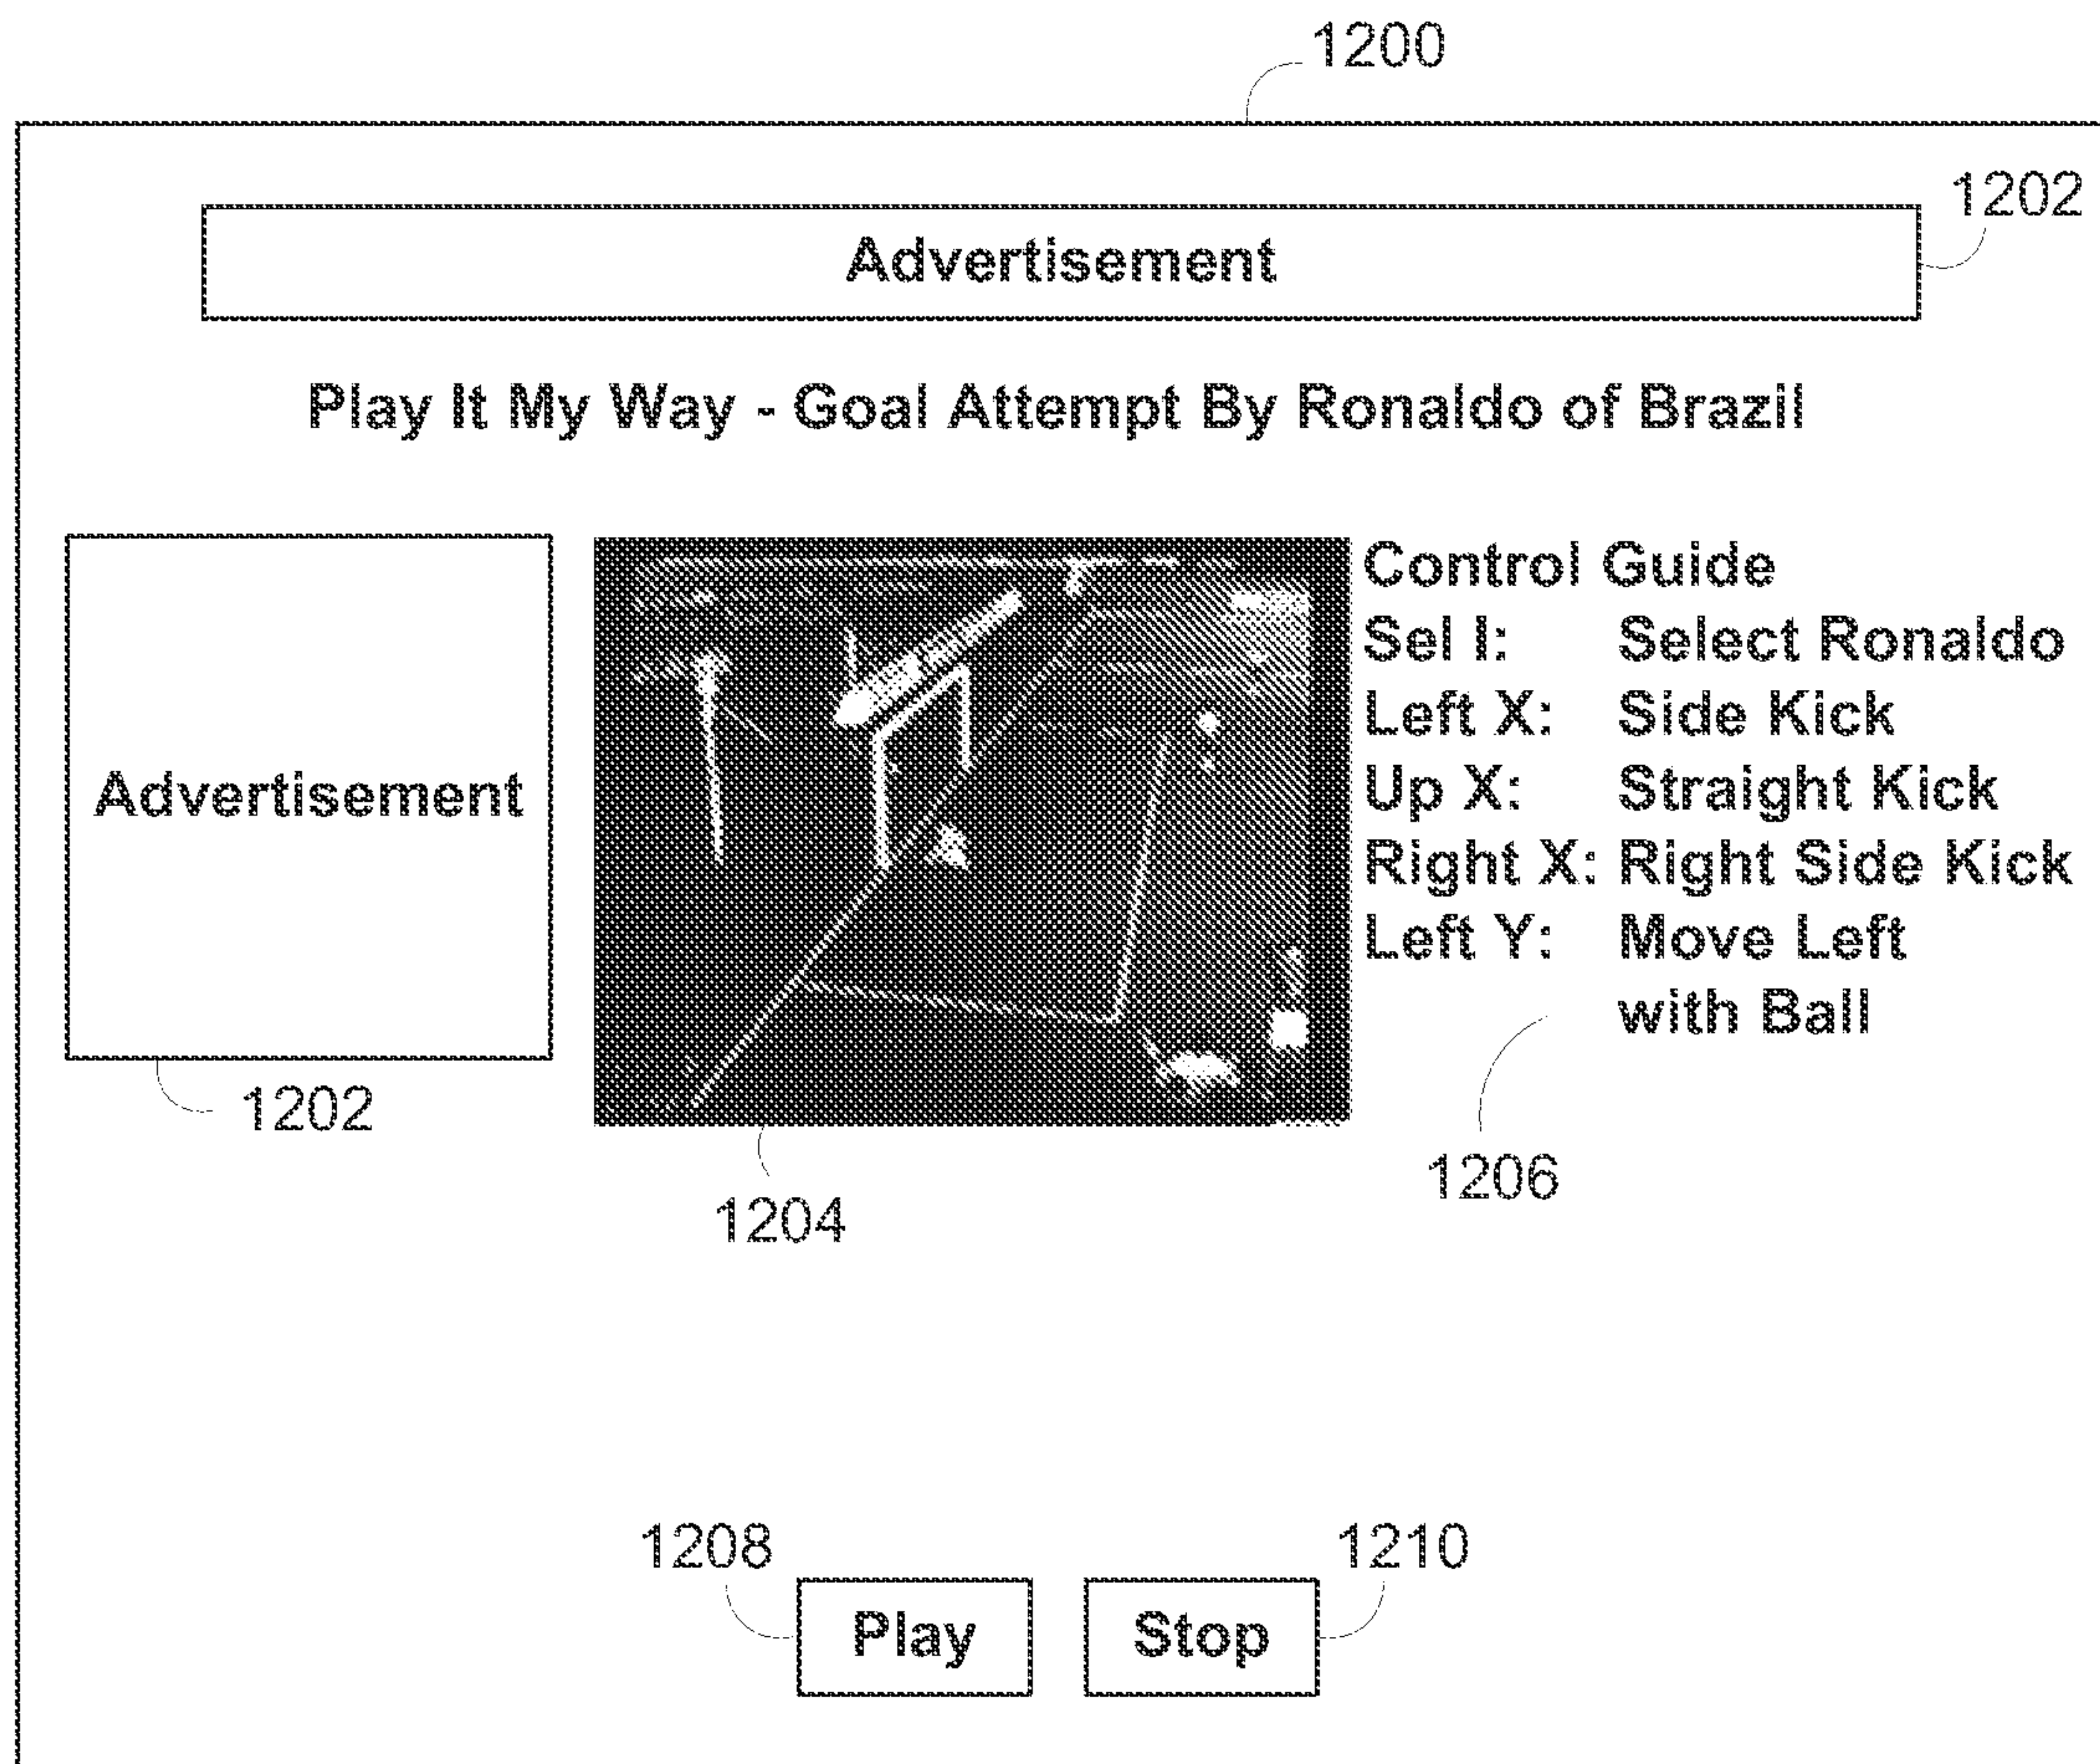 1200
1202
Advertisement
Play It My Way - Goal Attempt By Ronaldo of Brazil
Advertisement
1202
1204
Control Guide
Sel I: Select Ronaldo
Left X: Side Kick
Up X: Straight Kick
Right X: Right Side Kick
Left Y: Move Left
with Ball
1206
1208
Play
Stop
1210